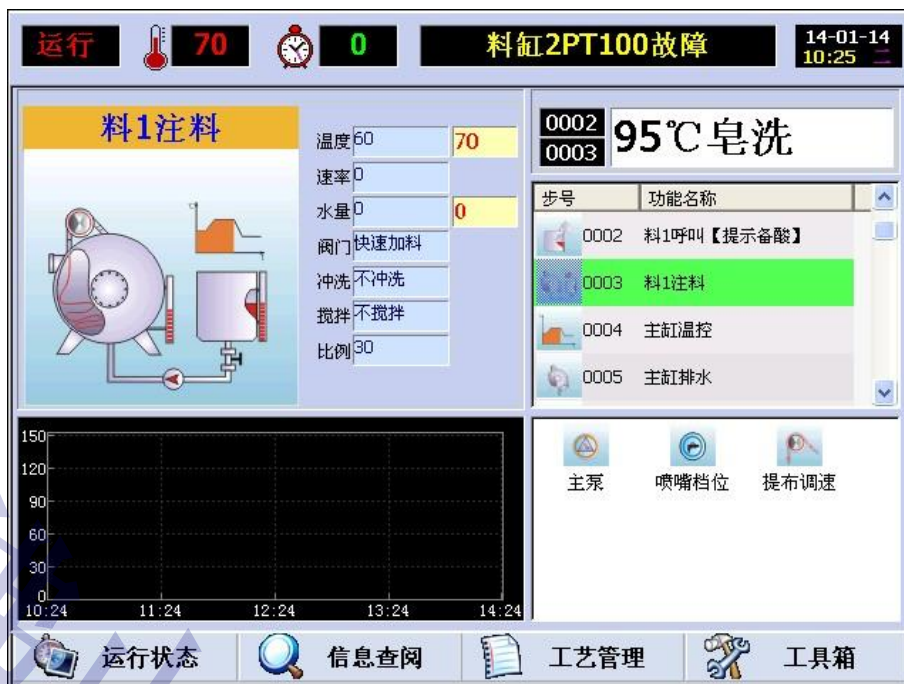 运行
70
0
料缸2PT100故障
14-01-14
10:25 二
料1注料
温度 60 70
速率 0
水量 0 0
阀门 快速加料
冲洗 不冲洗
搅拌 不搅拌
比例 30
0002
0003
95℃皂洗
步号 功能名称
0002 料1呼叫【提示备酸】
0003 料1注料
0004 主缸温控
0005 主缸排水
150
120
90
60
30
0
10:24 11:24 12:24 13:24 14:24
主泵 喷嘴档位 提布调速
运行状态 信息查阅 工艺管理 工具箱